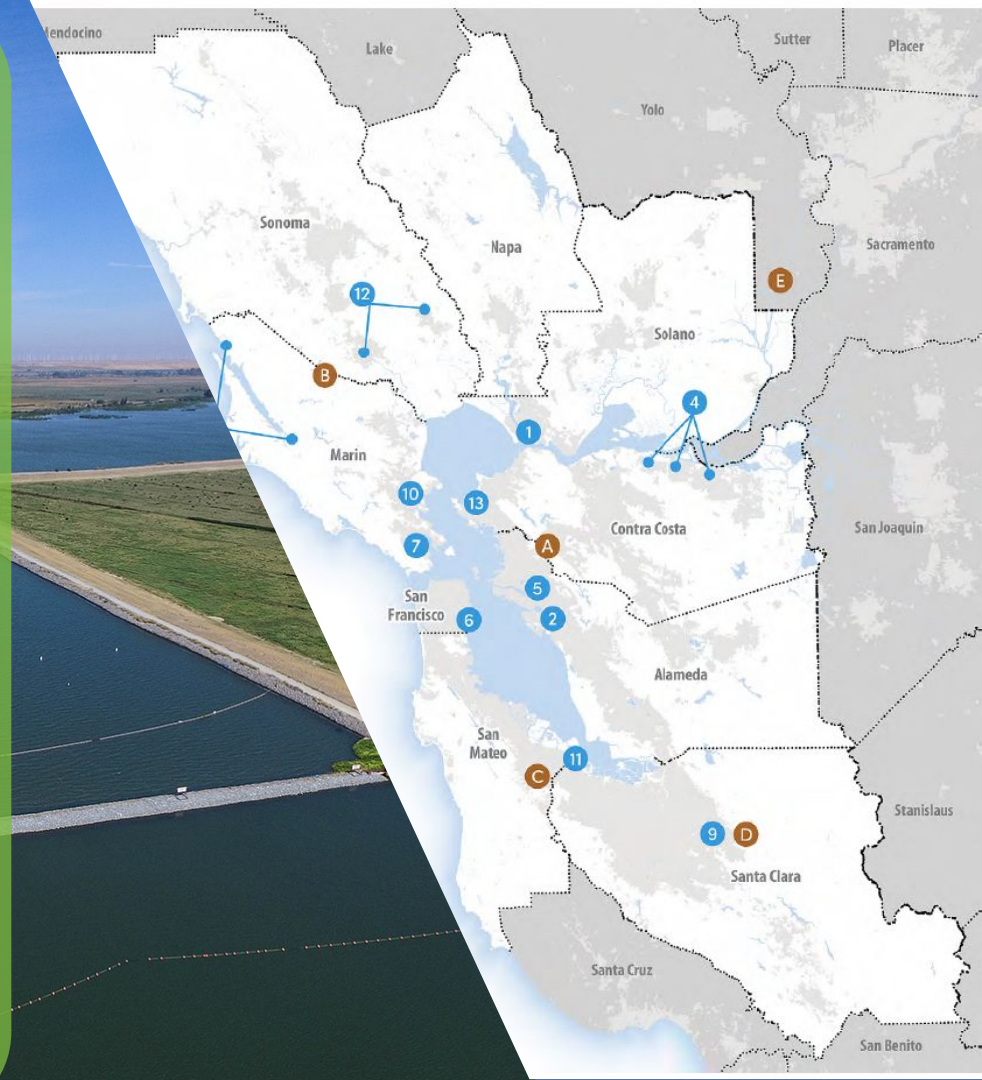 Lake
Sutter
Placer
Yolo
Sonoma
Napa
Sacramento
E
12
Solano
B
4
1
Marin
10
13
Contra Costa
San Joaquin
7
A
5
San
Francisco
6
2
Alameda
San
Mateo
11
C
Stanislaus
9
D
Santa Clara
Santa Cruz
San Benito